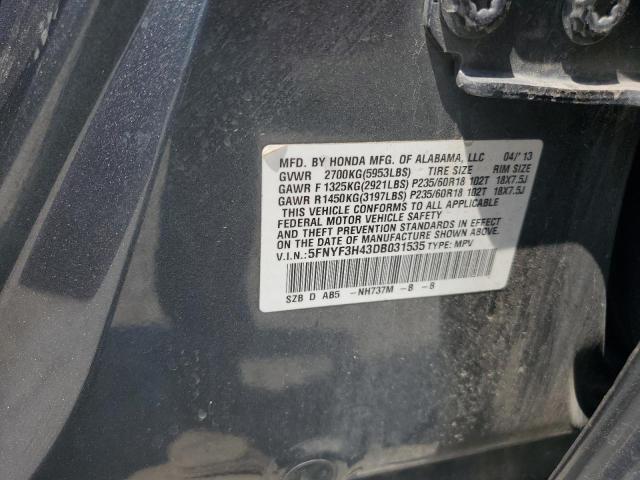 MFD. BY HONDA MFG. OF ALABAMA, LLC 04/'13
GVWR 2700KG(5953LBS) TIRE SIZE RIM SIZE
GAWR F 1325KG(2921LBS) P235/60R18 102T 18X7.5J
GAWR R1450KG(3197LBS) P235/60R18 102T 18X7.5J
THIS VEHICLE CONFORMS TO ALL APPLICABLE
FEDERAL MOTOR VEHICLE SAFETY
AND THEFT PREVENTION STANDARDS IN EFFECT
ON THE DATE OF MANUFACTURE SHOWN ABOVE.
V.I.N.: 5FNYF3H43DB031535 TYPE: MPV
SZB D AB5 -NH737M -B -B